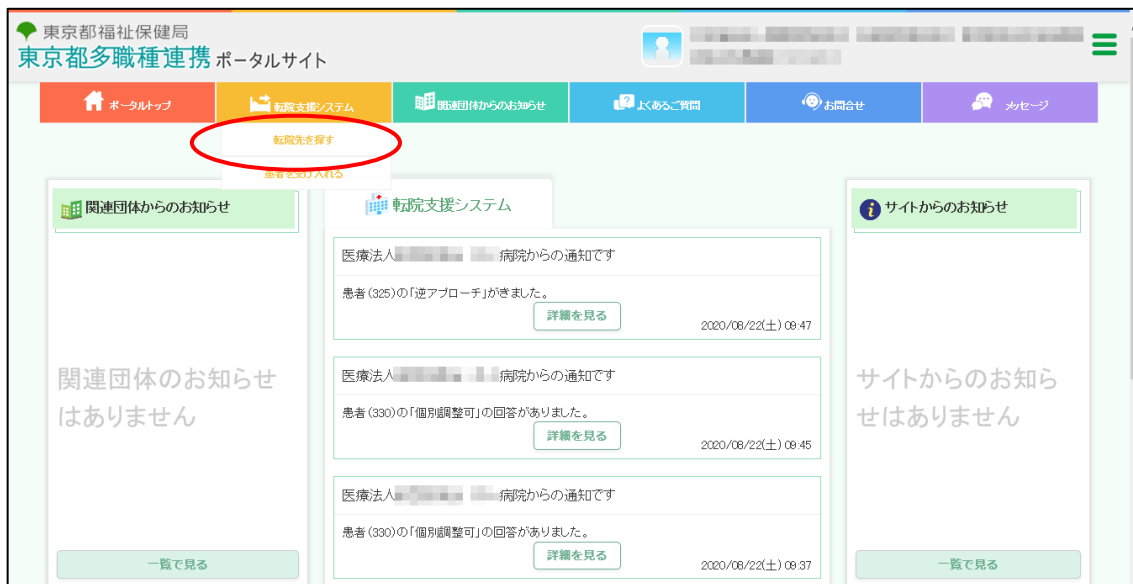 東京都福祉保健局
東京都多職種連携 ポータルサイト
ポータルトップ
転院支援システム
関連団体からのお知らせ
よくあるご質問
お問合せ
メッセージ
転院先を探す
患者を受け入れる
関連団体からのお知らせ
関連団体のお知らせ
はありません
一覧で見る
転院支援システム
医療法人 病院からの通知です
患者(325)の「逆アプローチ」がきました。
詳細を見る
2020/08/22(土) 09:47
医療法人 病院からの通知です
患者(330)の「個別調整可」の回答がありました。
詳細を見る
2020/08/22(土) 09:45
医療法人 病院からの通知です
患者(330)の「個別調整可」の回答がありました。
詳細を見る
2020/08/22(土) 09:37
サイトからのお知らせ
サイトからのお知ら
せはありません
一覧で見る